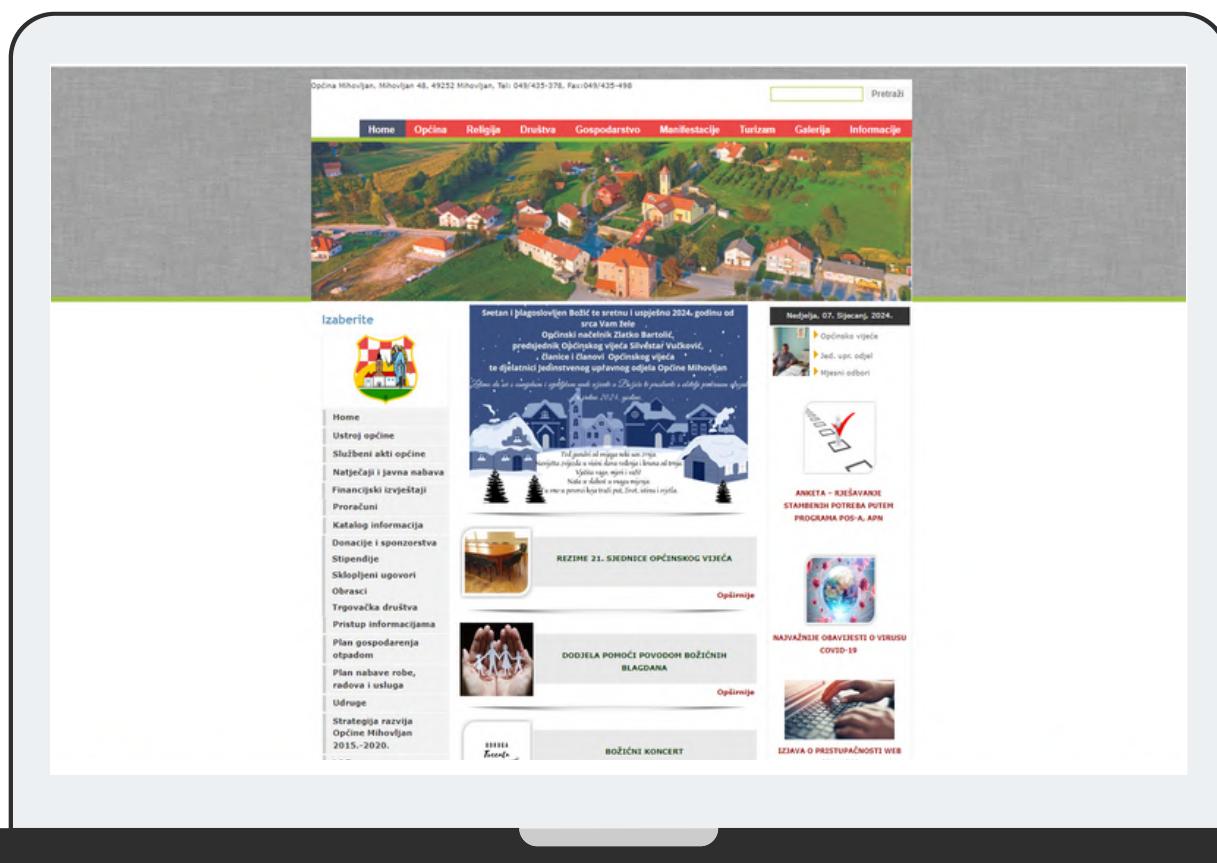 Općina Mihovljan, Mihovljan 48, 49252 Mihovljan, Tel: 049/435-378, Fax:049/435-498
Pretraži
Home Općina Religija Društva Gospodarstvo Manifestacije Turizam Galerija Informacije
Izaberite
Home
Ustroj općine
Službeni akti općine
Natječaji i javna nabava
Financijski izvještaji
Proračuni
Katalog informacija
Donacije i sponzorstva
Stipendije
Sklopljeni ugovori
Obrasci
Trgovačka društva
Pristup informacijama
Plan gospodarenja
otpadom
Plan nabave robe,
radova i usluga
Udruge
Strategija razvija
Općine Mihovljan
2015.-2020.
Sretan i blagoslovljen Božić te sretnu i uspješnu 2024. godinu od
srca Vam žele
Općinski načelnik Zlatko
Bartolić,
predsjednik Općinskog vijeća Silvestar Vučković,
članice i članovi Općinskog
vijeća
te djelatnici Jedinstvenog upravnog odjela Općine Mihovljan
2024. godine.
REZIME 21. SJEDNICE OPĆINSKOG VIJEĆA
Opširnije
DODJELA POMOĆI POVODOM BOŽIĆNIH
BLAGDANA
Opširnije
BOŽIĆNI KONCERT
Nedjelja, 07. Siječanj, 2024.
Općinsko vijeće
Jed. upr. odjel
Mjesni odbori
ANKETA – RJEŠAVANJE
STAMBENIH POTREBA PUTEM
PROGRAMA POS-A, APN
NAJVAŽNIJE OBAVIJESTI O VIRUSU
COVID-19
IZJAVA O PRISTUPAČNOSTI WEB